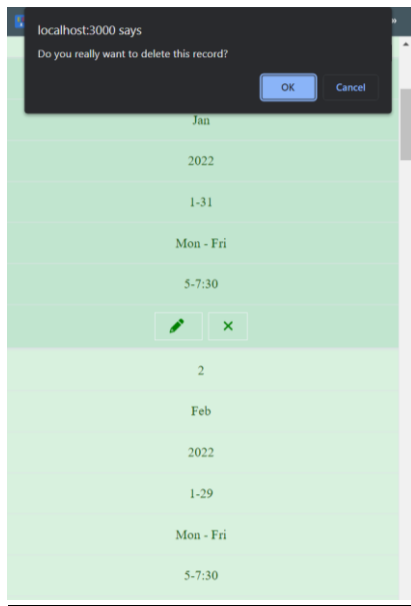 localhost:3000 says
Do you really want to delete this record?
OK Cancel
Jan
2022
1-31
Mon - Fri
5-7:30
2
Feb
2022
1-29
Mon - Fri
5-7:30